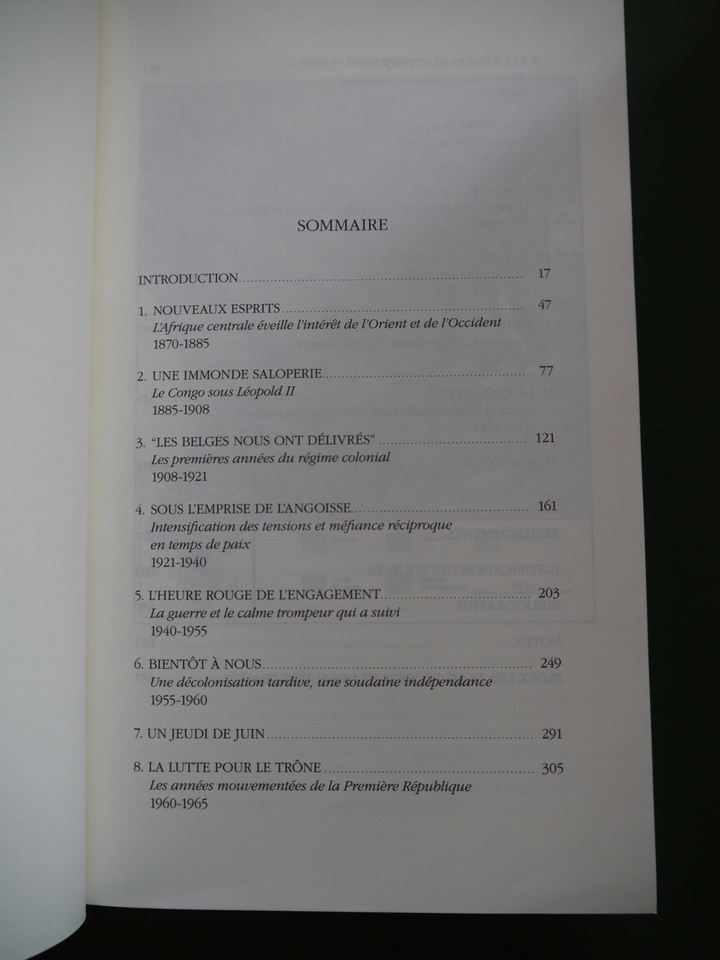 SOMMAIRE
INTRODUCTION 17
1. NOUVEAUX ESPRITS 47
L'Afrique centrale éveille l'intérêt de l'Orient et de l'Occident
1870-1885
2. UNE IMMONDE SALOPERIE 77
Le Congo sous Léopold II
1885-1908
3. "LES BELGES NOUS ONT DÉLIVRÉS" 121
Les premières années du régime colonial
1908-1921
4. SOUS L'EMPRISE DE L'ANGOISSE 161
Intensification des tensions et méfiance réciproque
en temps de paix
1921-1940
5. L'HEURE ROUGE DE L'ENGAGEMENT 203
La guerre et le calme trompeur qui a suivi
1940-1955
6. BIENTÔT À NOUS 249
Une décolonisation tardive, une soudaine indépendance
1955-1960
7. UN JEUDI DE JUIN 291
8. LA LUTTE POUR LE TRÔNE 305
Les années mouvementées de la Première République
1960-1965